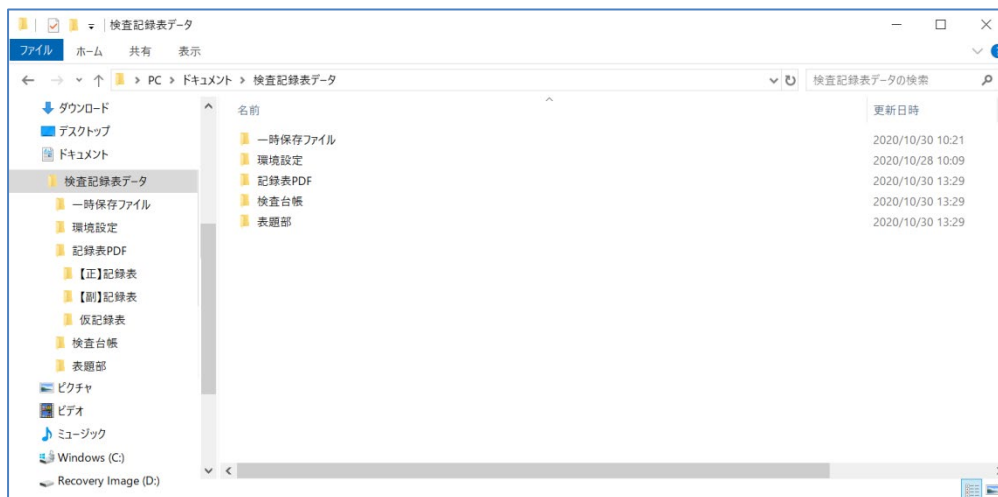 検査記録表データ
ファイル ホーム 共有 表示
PC > ドキュメント > 検査記録表データ 検査記録表データの検索
ダウンロード
デスクトップ
ドキュメント
検査記録表データ
一時保存ファイル
環境設定
記録表PDF
【正】記録表
【副】記録表
仮記録表
検査台帳
表題部
ピクチャ
ビデオ
ミュージック
Windows (C:)
Recovery Image (D:)
名前 更新日時
一時保存ファイル 2020/10/30 10:21
環境設定 2020/10/28 10:09
記録表PDF 2020/10/30 13:29
検査台帳 2020/10/30 13:29
表題部 2020/10/30 13:29